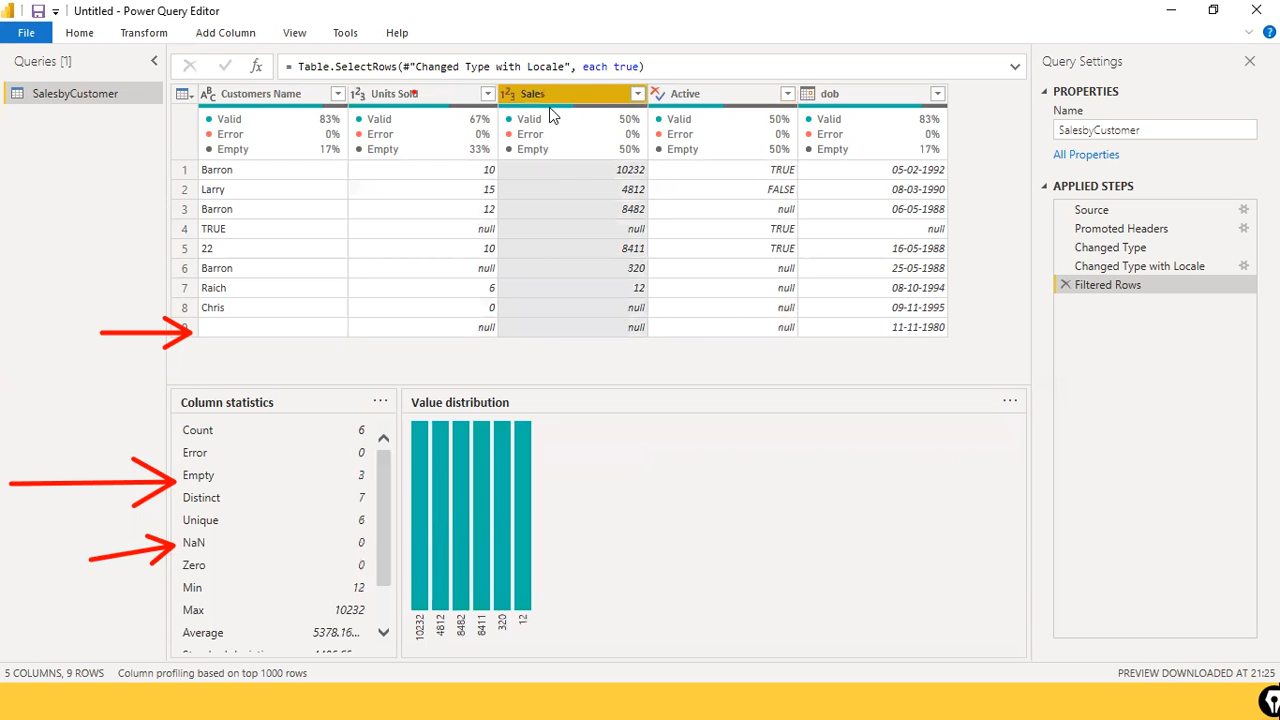 Untitled - Power Query Editor
File Home Transform Add Column View Tools Help
Queries [1]
SalesbyCustomer
= Table.SelectRows(#"Changed Type with Locale", each true)
Customers Name Units Sold Sales Active dob
Valid 83% Valid 67% Valid 50% Valid 50% Valid 83%
Error 0% Error 0% Error 0% Error 0% Error 0%
Empty 17% Empty 33% Empty 50% Empty 50% Empty 17%
1 Barron 10 10232 TRUE 05-02-1992
2 Larry 15 4812 FALSE 08-03-1990
3 Barron 12 8482 null 06-05-1988
4 TRUE null null TRUE null
5 22 10 8411 TRUE 16-05-1988
6 Barron null 320 null 25-05-1988
7 Raich 6 12 null 08-10-1994
8 Chris 0 null null 09-11-1995
null null null 11-11-1980
Column statistics
Count 6
Error 0
Empty 3
Distinct 7
Unique 6
NaN 0
Zero 0
Min 12
Max 10232
Average 5378.16...
Value distribution
10232 4812 8482 8411 320 12
Query Settings
PROPERTIES
Name
SalesbyCustomer
All Properties
APPLIED STEPS
Source
Promoted Headers
Changed Type
Changed Type with Locale
Filtered Rows
5 COLUMNS, 9 ROWS Column profiling based on top 1000 rows
PREVIEW DOWNLOADED AT 21:25